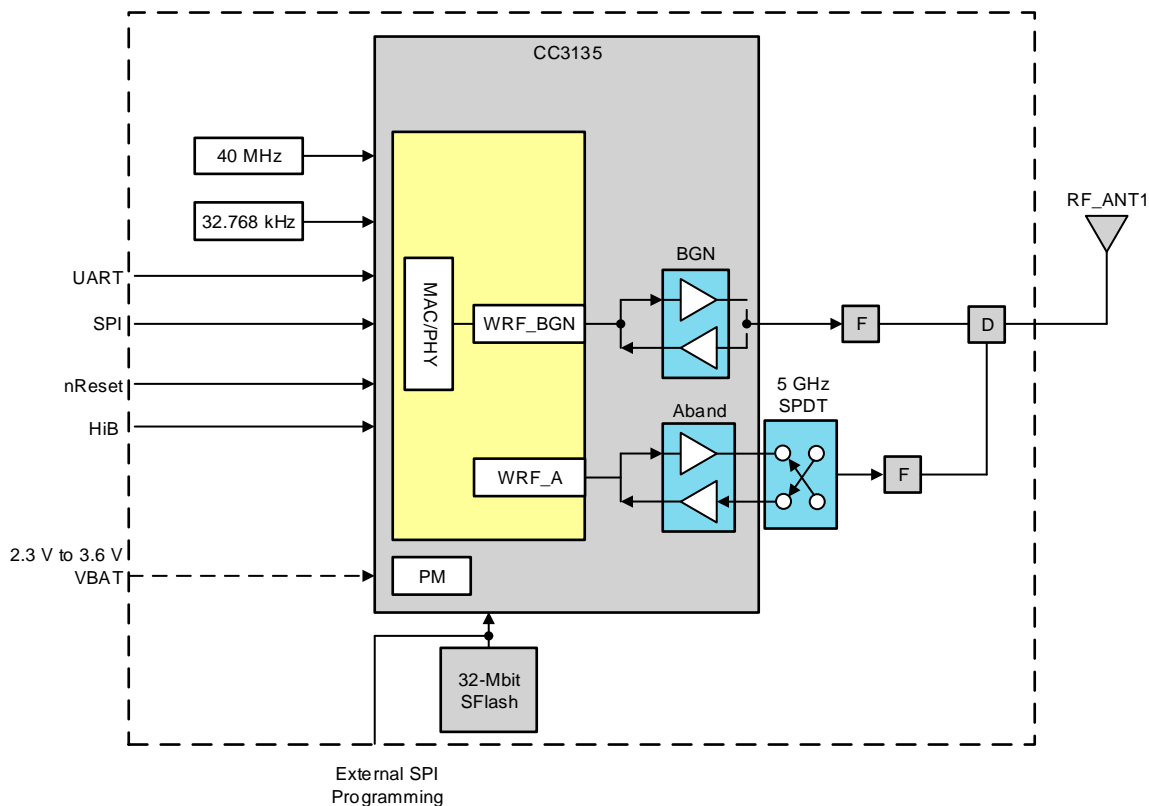 CC3135
40 MHz
32.768 kHz
UART
SPI
nReset
HiB
2.3 V to 3.6 V
VBAT
MAC/PHY
WRF_BGN
WRF_A
PM
BGN
Aband
5 GHz
SPDT
F
F
D
RF_ANT1
32-Mbit
SFlash
External SPI
Programming